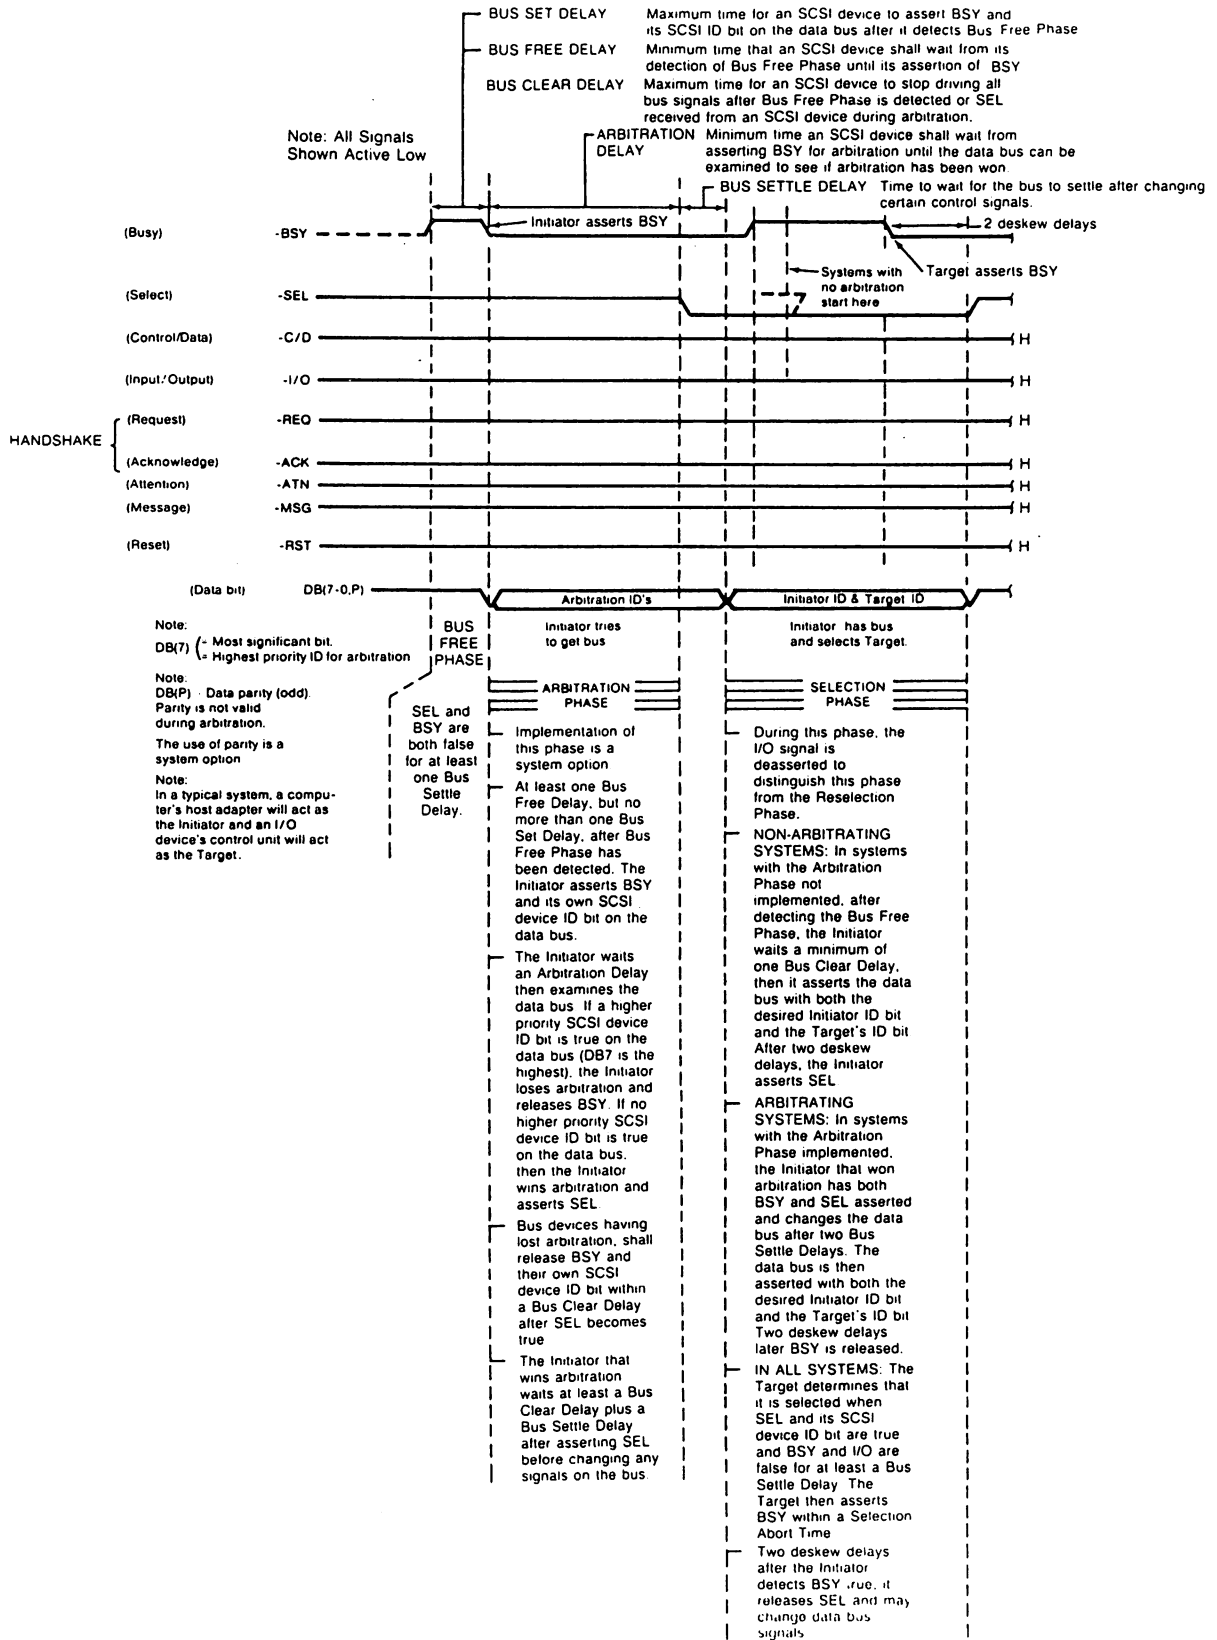 BUS SET DELAY Maximum time for an SCSI device to assert BSY and
its SCSI ID bit on the data bus after it detects Bus Free Phase
BUS FREE DELAY Minimum time that an SCSI device shall wait from its
detection of Bus Free Phase until its assertion of BSY
BUS CLEAR DELAY Maximum time for an SCSI device to stop driving all
bus signals after Bus Free Phase is detected or SEL
received from an SCSI device during arbitration.
Note: All Signals
Shown Active Low
ARBITRATION
DELAY
Minimum time an SCSI device shall wait from
asserting BSY for arbitration until the data bus can be
examined to see if arbitration has been won
BUS SETTLE DELAY Time to wait for the bus to settle after changing
certain control signals.
(Busy) -BSY
Initiator asserts BSY
2 deskew delays
Target asserts BSY
Systems with
no arbitration
start here
(Select) -SEL
(Control/Data) -C/D H
(Input/Output) -I/O H
HANDSHAKE
(Request) -REQ H
(Acknowledge) -ACK H
(Attention) -ATN H
(Message) -MSG H
(Reset) -RST H
(Data bit) DB(7-0,P)
Arbitration ID's
Initiator ID & Target ID
Note:
DB(7) { - Most significant bit.
- Highest priority ID for arbitration
Note:
DB(P) - Data parity (odd).
Parity is not valid
during arbitration.
The use of parity is a
system option
Note:
In a typical system, a compu-
ter's host adapter will act as
the Initiator and an I/O
device's control unit will act
as the Target.
BUS
FREE
PHASE
SEL and
BSY are
both false
for at least
one Bus
Settle
Delay.
Initiator tries
to get bus
ARBITRATION
PHASE
Implementation of
this phase is a
system option
At least one Bus
Free Delay, but no
more than one Bus
Set Delay, after Bus
Free Phase has
been detected. The
Initiator asserts BSY
and its own SCSI
device ID bit on the
data bus.
The Initiator waits
an Arbitration Delay
then examines the
data bus If a higher
priority SCSI device
ID bit is true on the
data bus (DB7 is the
highest), the Initiator
loses arbitration and
releases BSY. If no
higher priority SCSI
device ID bit is true
on the data bus,
then the Initiator
wins arbitration and
asserts SEL
Bus devices having
lost arbitration, shall
release BSY and
their own SCSI
device ID bit within
a Bus Clear Delay
after SEL becomes
true
The Initiator that
wins arbitration
waits at least a Bus
Clear Delay plus a
Bus Settle Delay
after asserting SEL
before changing any
signals on the bus
Initiator has bus
and selects Target.
SELECTION
PHASE
During this phase, the
I/O signal is
deasserted to
distinguish this phase
from the Reselection
Phase.
NON-ARBITRATING
SYSTEMS: In systems
with the Arbitration
Phase not
implemented, after
detecting the Bus Free
Phase, the Initiator
waits a minimum of
one Bus Clear Delay,
then it asserts the data
bus with both the
desired Initiator ID bit
and the Target's ID bit
After two deskew
delays, the Initiator
asserts SEL
ARBITRATING
SYSTEMS: In systems
with the Arbitration
Phase implemented,
the Initiator that won
arbitration has both
BSY and SEL asserted
and changes the data
bus after two Bus
Settle Delays. The
data bus is then
asserted with both the
desired Initiator ID bit
and the Target's ID bit
Two deskew delays
later BSY is released.
IN ALL SYSTEMS: The
Target determines that
it is selected when
SEL and its SCSI
device ID bit are true
and BSY and I/O are
false for at least a Bus
Settle Delay The
Target then asserts
BSY within a Selection
Abort Time
Two deskew delays
after the Initiator
detects BSY true, it
releases SEL and may
change data bus
signals